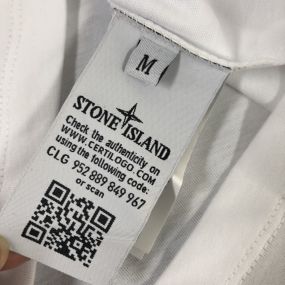 M
STONE ISLAND
Check the authenticity on
WWW.CERTILOGO.COM
using the following code:
CLG 952 889 849 967
or scan